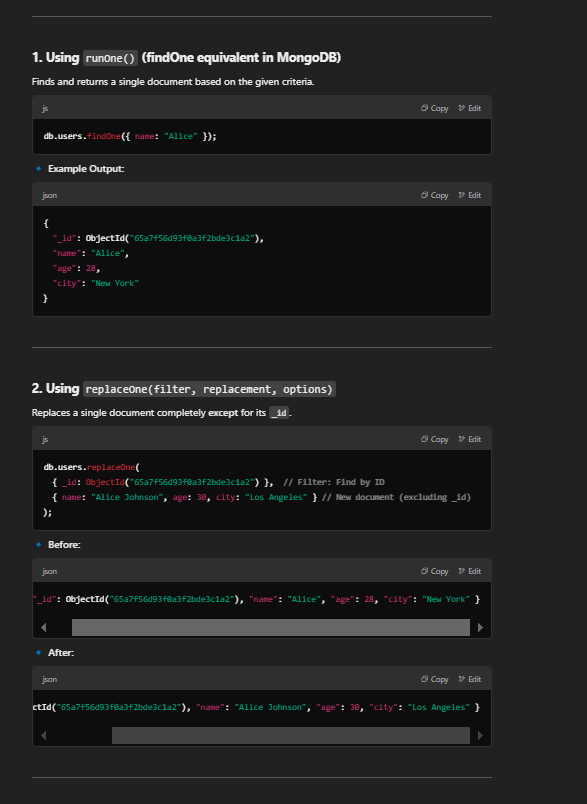 1. Using runOne() (findOne equivalent in MongoDB)
Finds and returns a single document based on the given criteria.
js Copy Edit
db.users.findOne({ name: "Alice" });
Example Output:
json Copy Edit
{
"_id": ObjectId("65a7f56d93f0a3f2bde3c1a2"),
"name": "Alice",
"age": 28,
"city": "New York"
}
2. Using replaceOne(filter, replacement, options)
Replaces a single document completely except for its _id.
js Copy Edit
db.users.replaceOne(
{ _id: ObjectId("65a7f56d93f0a3f2bde3c1a2") }, // Filter: Find by ID
{ name: "Alice Johnson", age: 30, city: "Los Angeles" } // New document (excluding _id)
);
Before:
json Copy Edit
"_id": ObjectId("65a7f56d93f0a3f2bde3c1a2"), "name": "Alice", "age": 28, "city": "New York" }
After:
json Copy Edit
ctId("65a7f56d93f0a3f2bde3c1a2"), "name": "Alice Johnson", "age": 30, "city": "Los Angeles" }